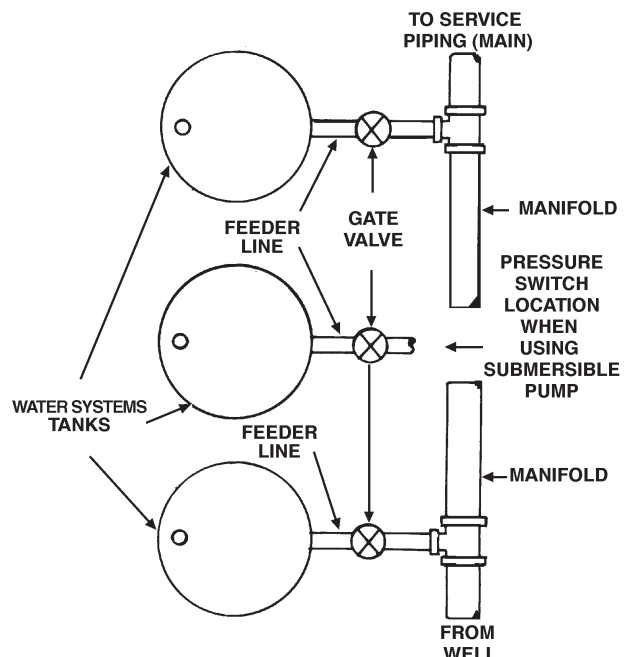 TO SERVICE
PIPING (MAIN)
MANIFOLD
FEEDER
LINE
GATE
VALVE
PRESSURE
SWITCH
LOCATION
WHEN
USING
SUBMERSIBLE
PUMP
WATER SYSTEMS
TANKS
FEEDER
LINE
MANIFOLD
FROM
WELL